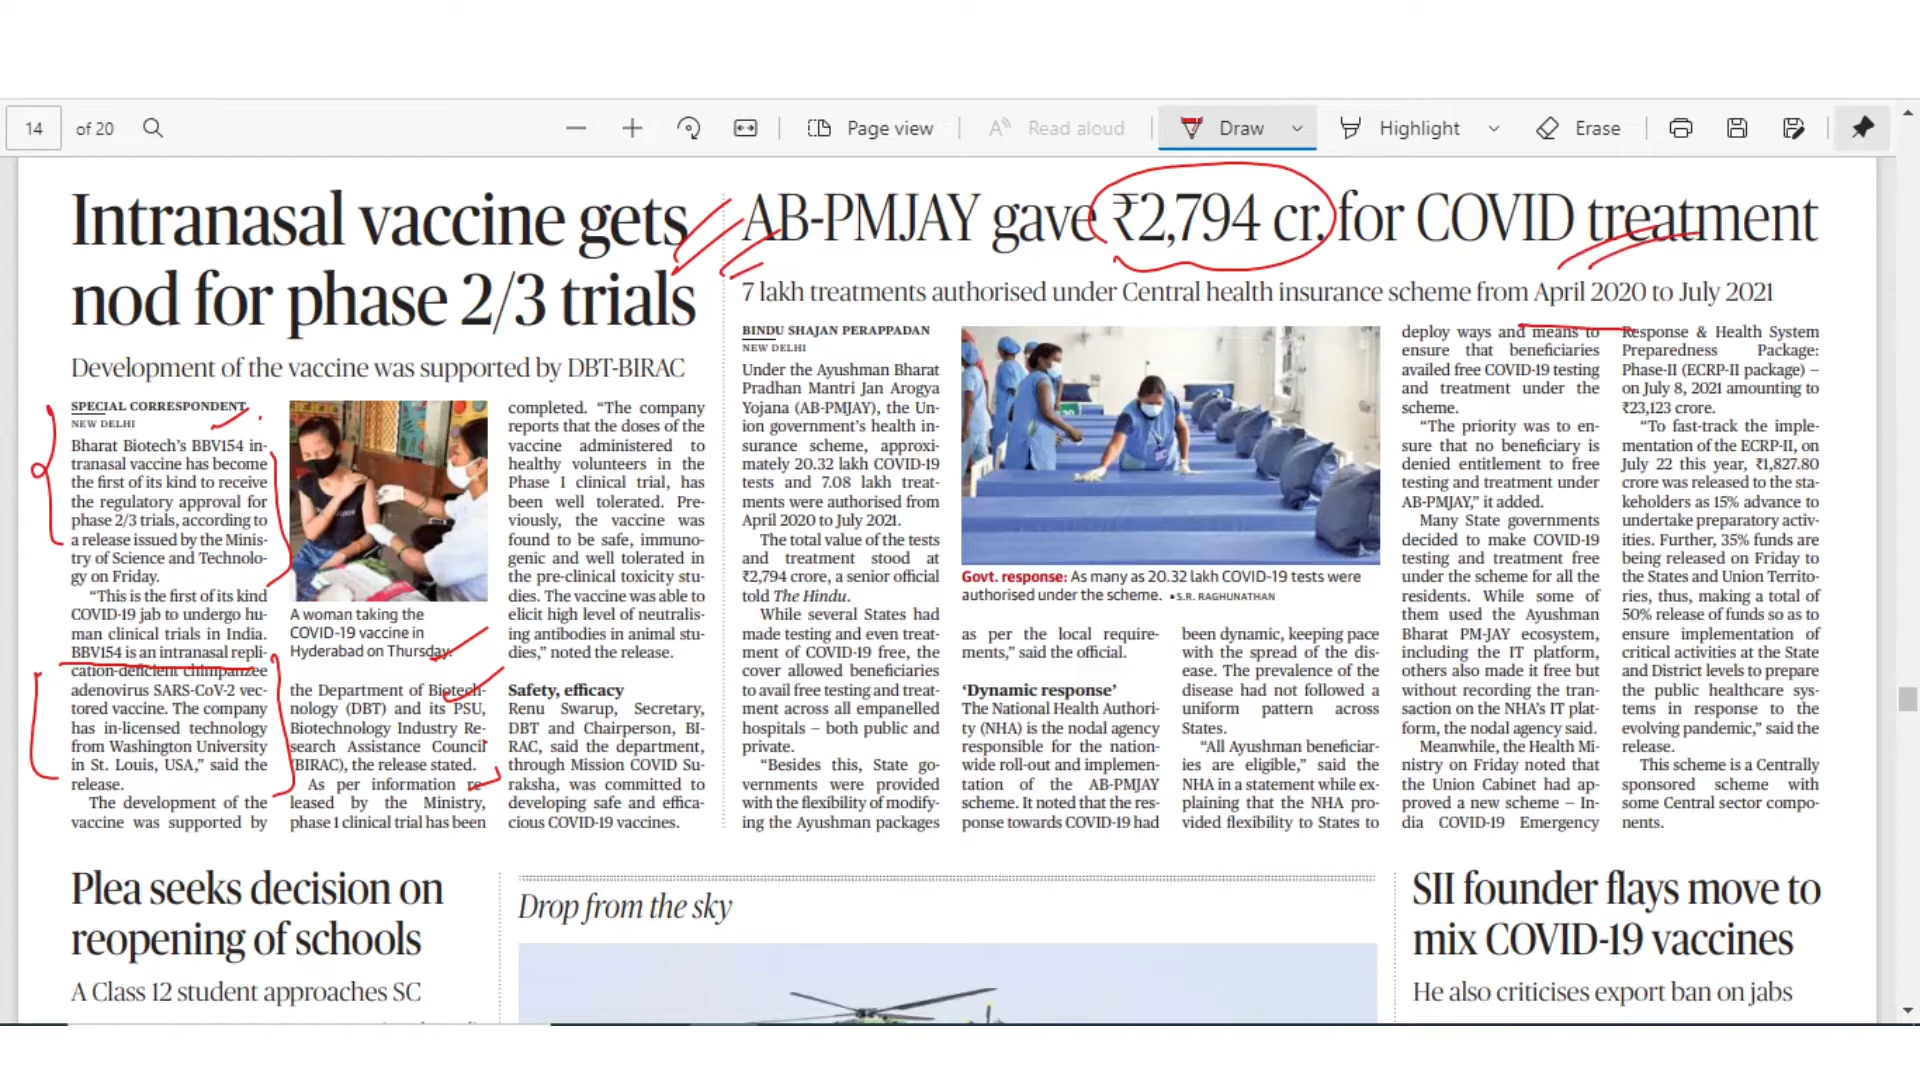 14 of 20 Page view Read aloud Draw Highlight Erase
Intranasal vaccine gets
nod for phase 2/3 trials
Development of the vaccine was supported by DBT-BIRAC
SPECIAL CORRESPONDENT
NEW DELHI
Bharat Biotech's BBV154 in-
tranasal vaccine has become
the first of its kind to receive
the regulatory approval for
phase 2/3 trials, according to
a release issued by the Minis-
try of Science and Technolo-
gy on Friday.
"This is the first of its kind
COVID-19 jab to undergo hu-
man clinical trials in India.
BBV154 is an intranasal repli-
cation-deficient chimpanzee
adenovirus SARS-CoV-2 vec-
tored vaccine. The company
has in-licensed technology
from Washington University
in St. Louis, USA," said the
release.
The development of the
vaccine was supported by
A woman taking the
COVID-19 vaccine in
Hyderabad on Thursday.
the Department of Biotech-
nology (DBT) and its PSU,
Biotechnology Industry Re-
search Assistance Council
(BIRAC), the release stated.
As per information re-
leased by the Ministry,
phase 1 clinical trial has been
completed. "The company
reports that the doses of the
vaccine administered to
healthy volunteers in the
Phase I clinical trial, has
been well tolerated. Pre-
viously, the vaccine was
found to be safe, immuno-
genic and well tolerated in
the pre-clinical toxicity stu-
dies. The vaccine was able to
elicit high level of neutralis-
ing antibodies in animal stu-
dies," noted the release.
Safety, efficacy
Renu Swarup, Secretary,
DBT and Chairperson, BI-
RAC, said the department,
through Mission COVID Su-
raksha, was committed to
developing safe and effica-
cious COVID-19 vaccines.
AB-PMJAY gave ₹2,794 cr. for COVID treatment
7 lakh treatments authorised under Central health insurance scheme from April 2020 to July 2021
BINDU SHAJAN PERAPPADAN
NEW DELHI
Under the Ayushman Bharat
Pradhan Mantri Jan Arogya
Yojana (AB-PMJAY), the Un-
ion government's health in-
surance scheme, approxi-
mately 20.32 lakh COVID-19
tests and 7.08 lakh treat-
ments were authorised from
April 2020 to July 2021.
The total value of the tests
and treatment stood at
₹2,794 crore, a senior official
told The Hindu.
While several States had
made testing and even treat-
ment of COVID-19 free, the
cover allowed beneficiaries
to avail free testing and treat-
ment across all empanelled
hospitals – both public and
private.
"Besides this, State go-
vernments were provided
with the flexibility of modify-
ing the Ayushman packages
Govt. response: As many as 20.32 lakh COVID-19 tests were
authorised under the scheme. •S.R. RAGHUNATHAN
as per the local require-
ments," said the official.
'Dynamic response'
The National Health Authori-
ty (NHA) is the nodal agency
responsible for the nation-
wide roll-out and implemen-
tation of the AB-PMJAY
scheme. It noted that the res-
ponse towards COVID-19 had
been dynamic, keeping pace
with the spread of the dis-
ease. The prevalence of the
disease had not followed a
uniform pattern across
States.
"All Ayushman beneficiar-
ies are eligible," said the
NHA in a statement while ex-
plaining that the NHA pro-
vided flexibility to States to
deploy ways and means to
ensure that beneficiaries
availed free COVID-19 testing
and treatment under the
scheme.
"The priority was to en-
sure that no beneficiary is
denied entitlement to free
testing and treatment under
AB-PMJAY," it added.
Many State governments
decided to make COVID-19
testing and treatment free
under the scheme for all the
residents. While some of
them used the Ayushman
Bharat PM-JAY ecosystem,
including the IT platform,
others also made it free but
without recording the tran-
saction on the NHA's IT plat-
form, the nodal agency said.
Meanwhile, the Health Mi-
nistry on Friday noted that
the Union Cabinet had ap-
proved a new scheme – In-
dia COVID-19 Emergency
Response & Health System
Preparedness Package:
Phase-II (ECRP-II package) –
on July 8, 2021 amounting to
₹23,123 crore.
"To fast-track the imple-
mentation of the ECRP-II, on
July 22 this year, ₹1,827.80
crore was released to the sta-
keholders as 15% advance to
undertake preparatory activ-
ities. Further, 35% funds are
being released on Friday to
the States and Union Territo-
ries, thus, making a total of
50% release of funds so as to
ensure implementation of
critical activities at the State
and District levels to prepare
the public healthcare sys-
tems in response to the
evolving pandemic," said the
release.
This scheme is a Centrally
sponsored scheme with
some Central sector compo-
nents.
Plea seeks decision on
reopening of schools
A Class 12 student approaches SC
Drop from the sky
SII founder flays move to
mix COVID-19 vaccines
He also criticises export ban on jabs